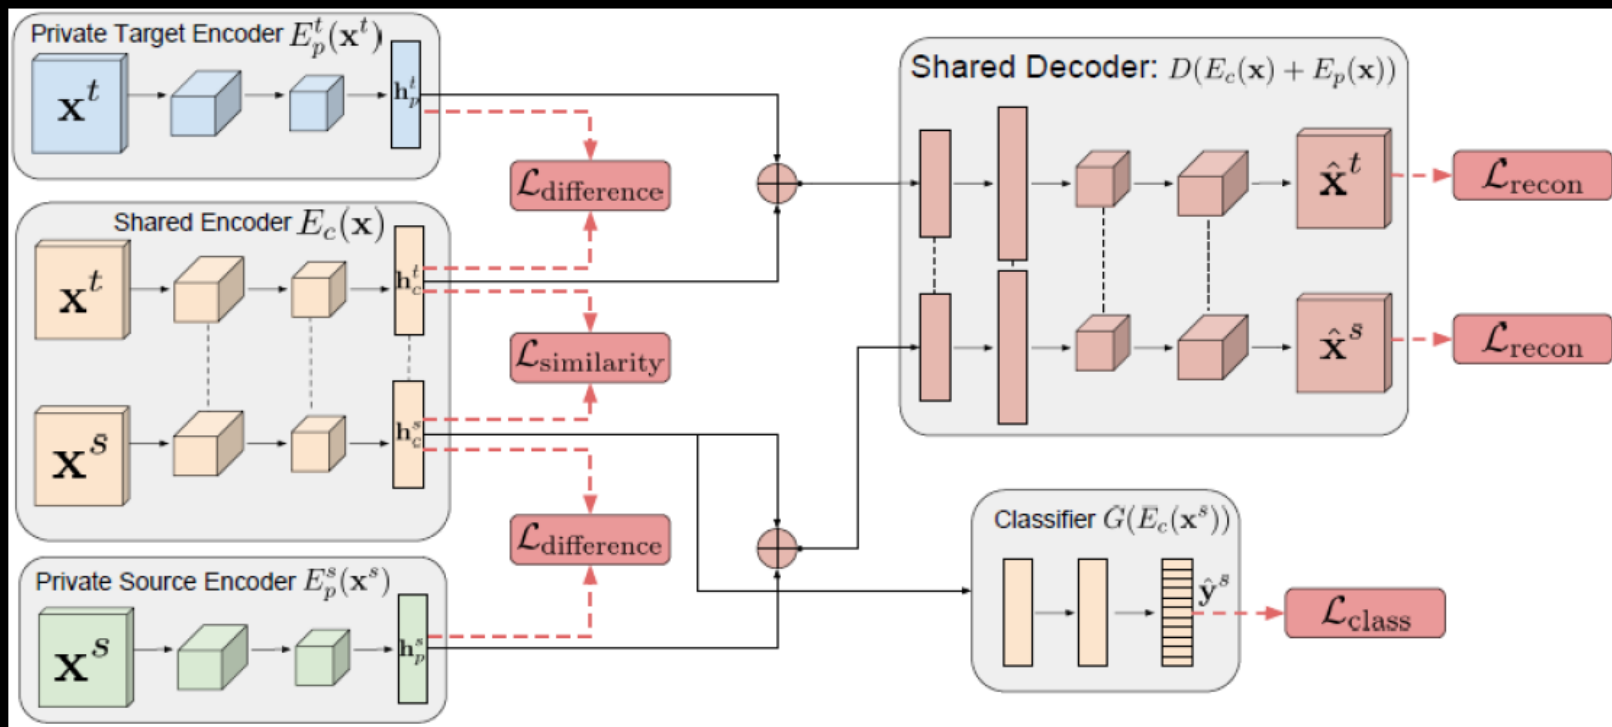 Private Target Encoder E_p^t(x^t)
x^t
h_p^t
Shared Encoder E_c(x)
x^t
h_c^t
x^s
h_c^s
Private Source Encoder E_p^s(x^s)
x^s
h_p^s
ℒ_difference
ℒ_similarity
ℒ_difference
Shared Decoder: D(E_c(x) + E_p(x))
x̂^t
ℒ_recon
x̂^s
ℒ_recon
Classifier G(E_c(x^s))
ŷ^s
ℒ_class